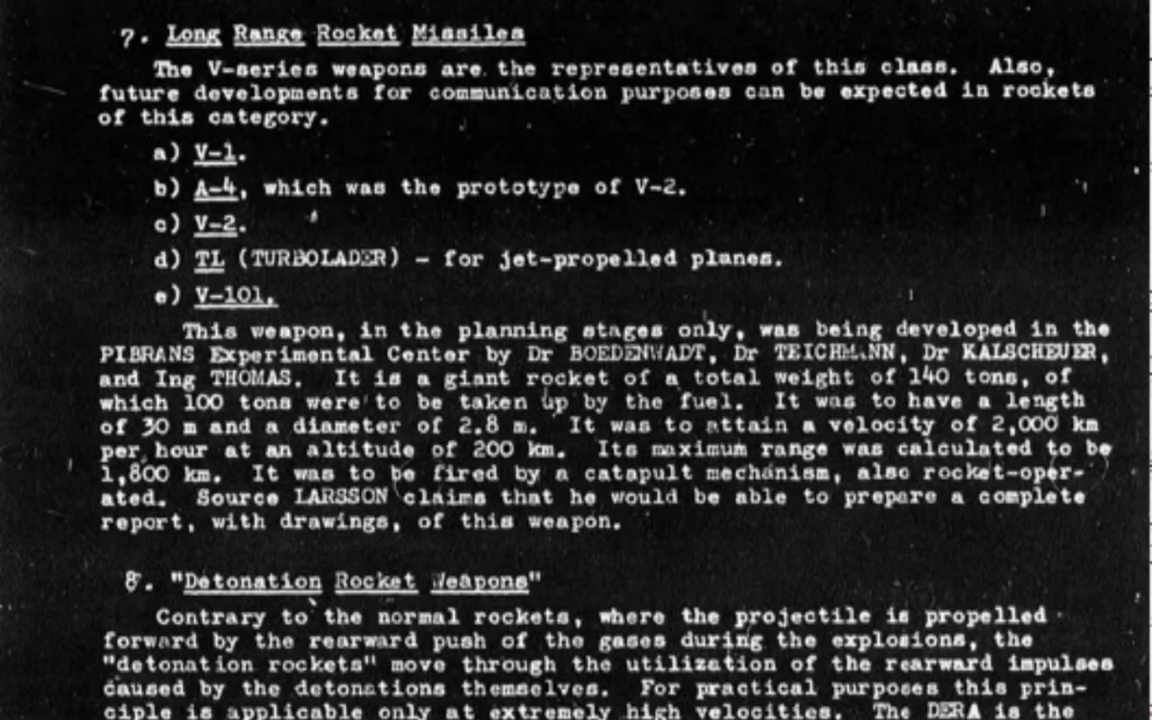 7. Long Range Rocket Missiles
The V-series weapons are the representatives of this class. Also,
future developments for communication purposes can be expected in rockets
of this category.
a) V-1.
b) A-4, which was the prototype of V-2.
c) V-2.
d) TL (TURBOLADER) - for jet-propelled planes.
e) V-101.
This weapon, in the planning stages only, was being developed in the
PIBRANS Experimental Center by Dr BOEDENWADT, Dr TEICHMANN, Dr KALSCHEUER,
and Ing THOMAS. It is a giant rocket of a total weight of 140 tons, of
which 100 tons were to be taken up by the fuel. It was to have a length
of 30 m and a diameter of 2.8 m. It was to attain a velocity of 2,000 km
per hour at an altitude of 200 km. Its maximum range was calculated to be
1,800 km. It was to be fired by a catapult mechanism, also rocket-oper-
ated. Source LARSSON claims that he would be able to prepare a complete
report, with drawings, of this weapon.
8. "Detonation Rocket Weapons"
Contrary to the normal rockets, where the projectile is propelled
forward by the rearward push of the gases during the explosions, the
"detonation rockets" move through the utilization of the rearward impulses
caused by the detonations themselves. For practical purposes this prin-
ciple is applicable only at extremely high velocities. The DERA is the